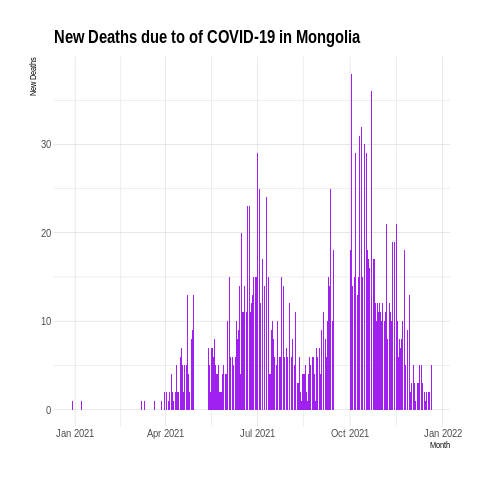 New Deaths due to of COVID-19 in Mongolia
New Deaths
30
20
10
0
Jan 2021 Apr 2021 Jul 2021 Oct 2021 Jan 2022
Month